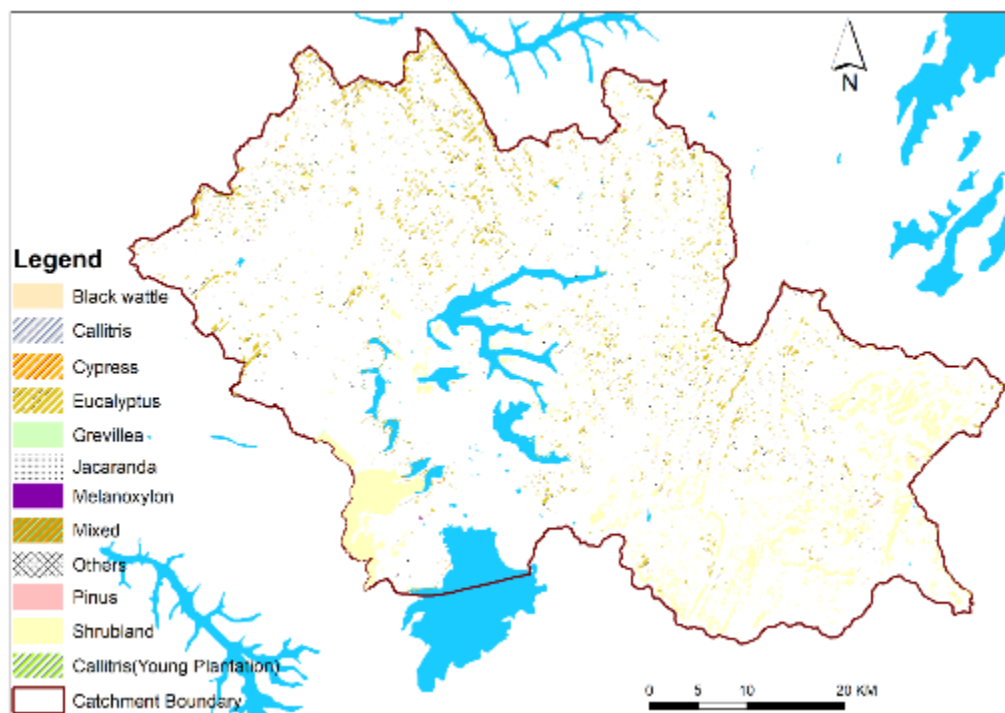 N
Legend
Black wattle
Callitris
Cypress
Eucalyptus
Grevillea
Jacaranda
Melanoxylon
Mixed
Others
Pinus
Shrubland
Callitris(Young Plantation)
Catchment Boundary
0 5 10 20 KM